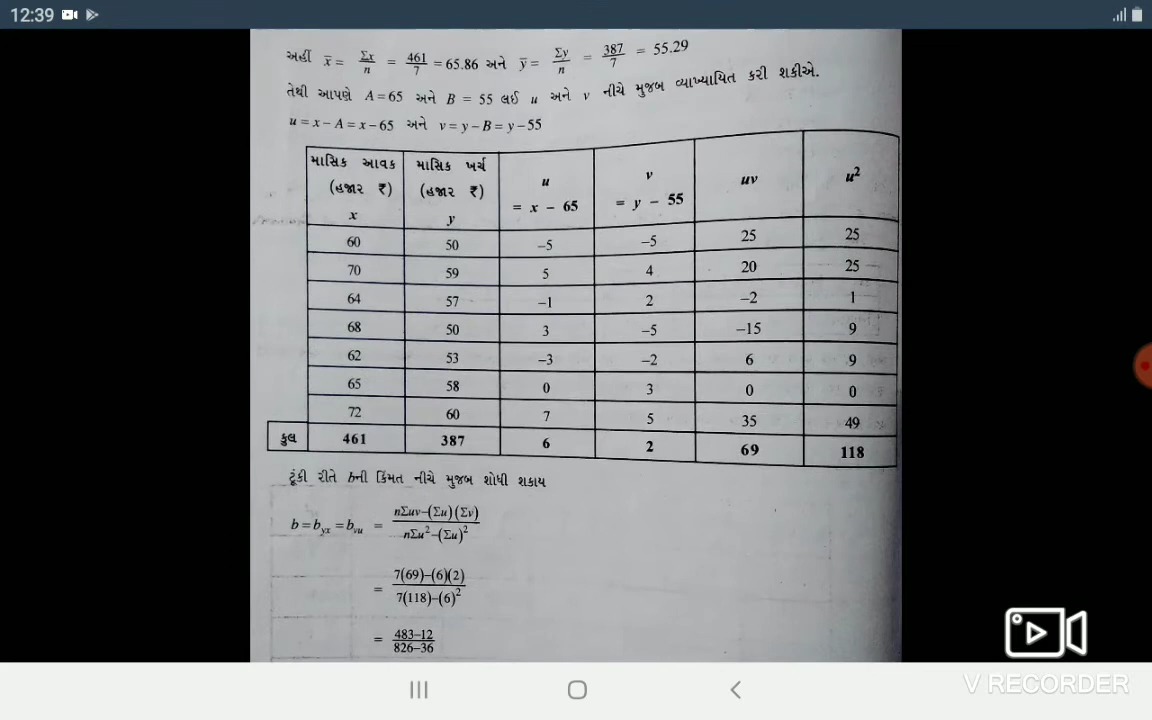 12:39
અહીં x̄ = Σx/n = 461/7 = 65.86 અને ȳ = Σy/n = 387/7 = 55.29
તેથી આપણે A = 65 અને B = 55 લઈ u અને v નીચે મુજબ વ્યાખ્યાયિત કરી શકીએ.
u = x – A = x – 65 અને v = y – B = y – 55
માસિક આવક (હજાર ₹) x | માસિક ખર્ચ (હજાર ₹) y | u = x – 65 | v = y – 55 | uv | u²
60 50 –5 –5 25 25
70 59 5 4 20 25
64 57 –1 2 –2 1
68 50 3 –5 –15 9
62 53 –3 –2 6 9
65 58 0 3 0 0
72 60 7 5 35 49
કુલ 461 387 6 2 69 118
ટૂંકી રીતે bની કિંમત નીચે મુજબ શોધી શકાય
b = b_yx = b_vu = nΣuv–(Σu)(Σv) / nΣu²–(Σu)²
= 7(69)–(6)(2) / 7(118)–(6)²
= 483–12 / 826–36
V RECORDER